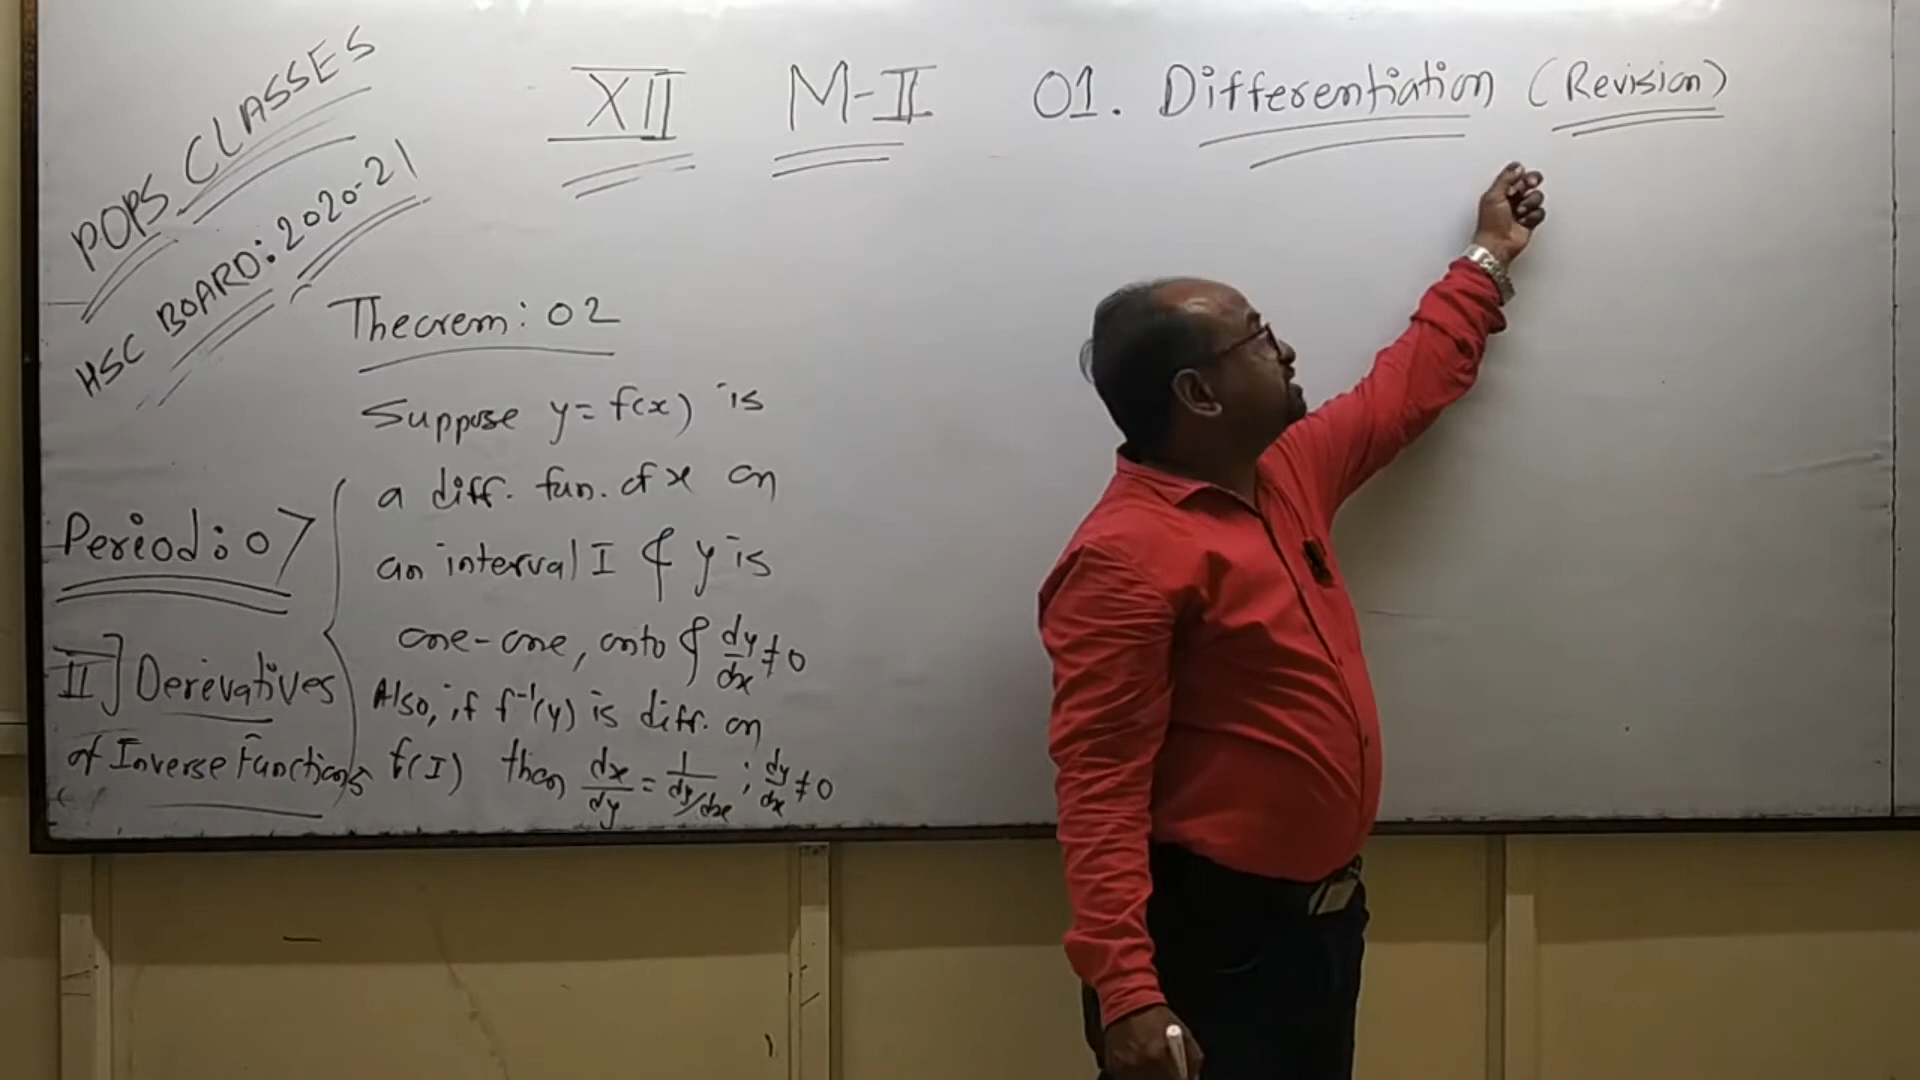 POPS CLASSES
HSC BOARD: 2020-21
XII M-II 01. Differentiation (Revision)
Theorem: 02
Suppose y = f(x) is
a diff. fun. of x on
an interval I & y is
one-one, onto & dy/dx ≠ 0
Also, if f⁻¹(y) is diff. on
f(I) then dx/dy = 1/(dy/dx) ; dy/dx ≠ 0
Period: 07
II] Derevatives
of Inverse Functions